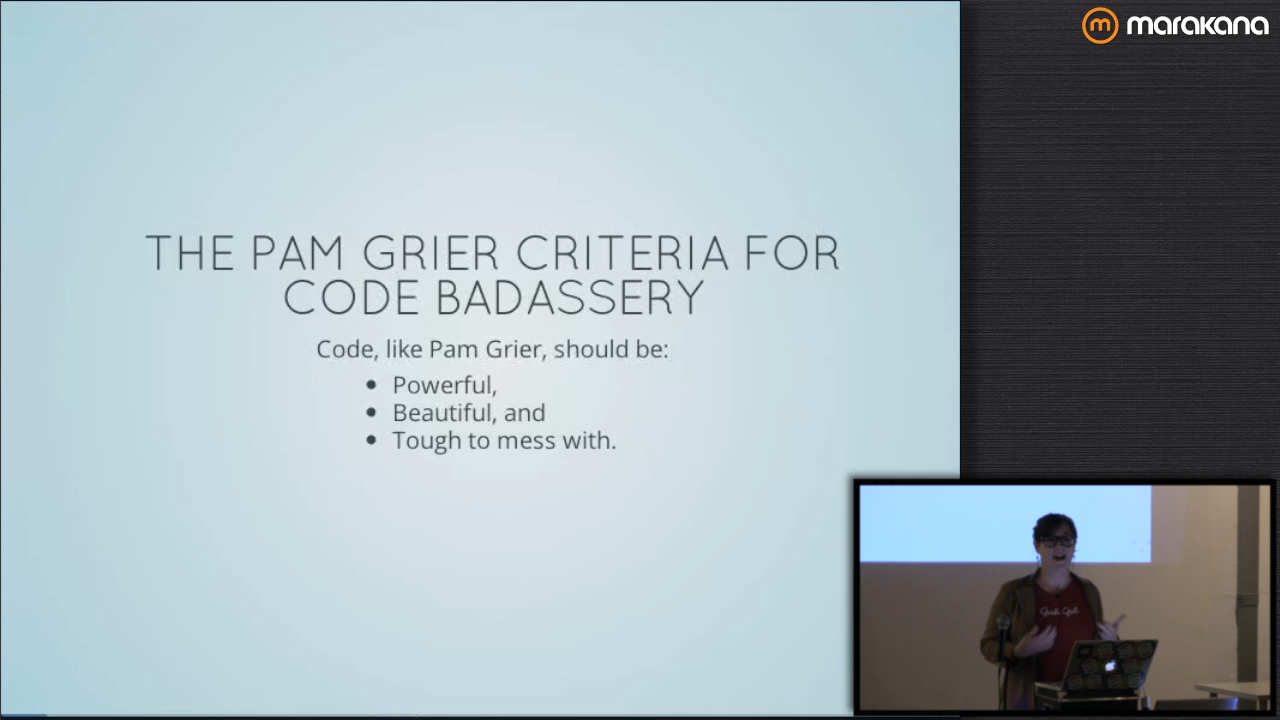 marakana
THE PAM GRIER CRITERIA FOR
CODE BADASSERY
Code, like Pam Grier, should be:
• Powerful,
• Beautiful, and
• Tough to mess with.